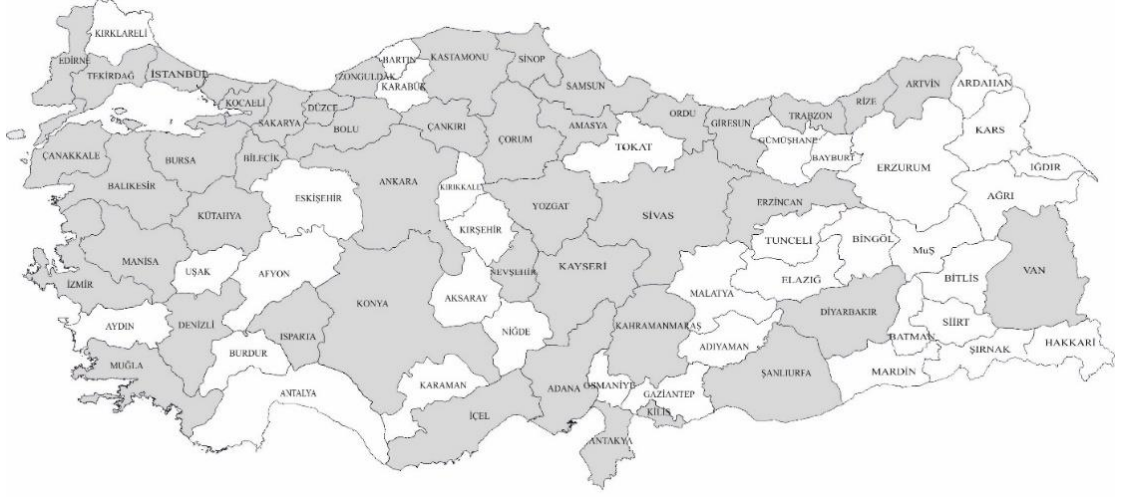 KIRKLARELİ
EDİRNE
TEKİRDAĞ
İSTANBUL
KOCAELİ
SAKARYA
DÜZCE
ZONGULDAK
BARTIN
KARABÜK
KASTAMONU
SİNOP
SAMSUN
BOLU
ÇANKIRI
ÇORUM
AMASYA
ORDU
GİRESUN
TRABZON
RİZE
ARTVİN
ARDAHAN
KARS
IĞDIR
AĞRI
ERZURUM
BAYBURT
GÜMÜŞHANE
TOKAT
ÇANAKKALE
BURSA
BİLECİK
BALIKESİR
KÜTAHYA
ESKİŞEHİR
ANKARA
KIRIKKALE
KIRŞEHİR
YOZGAT
SİVAS
ERZİNCAN
TUNCELİ
BİNGÖL
MuŞ
BİTLİS
VAN
MANİSA
İZMİR
UŞAK
AFYON
KONYA
AKSARAY
NEVŞEHİR
KAYSERİ
MALATYA
ELAZIĞ
DİYARBAKIR
BATMAN
SİİRT
ŞIRNAK
HAKKARİ
AYDIN
DENİZLİ
ISPARTA
BURDUR
NİĞDE
KAHRAMANMARAŞ
ADIYAMAN
MARDİN
MUĞLA
ANTALYA
KARAMAN
İÇEL
ADANA
OSMANİYE
GAZİANTEP
KİLİS
ŞANLIURFA
ANTAKYA